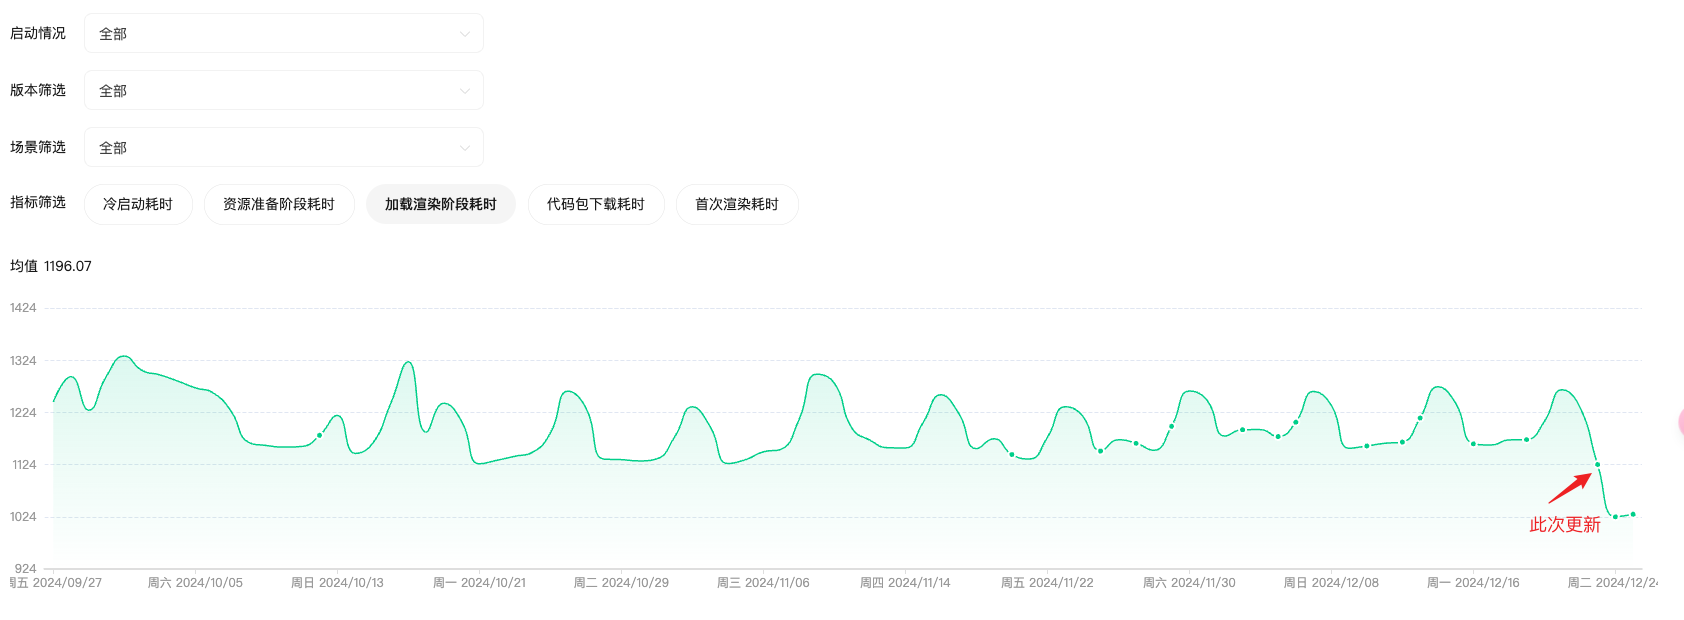 启动情况 全部
版本筛选 全部
场景筛选 全部
指标筛选 冷启动耗时 资源准备阶段耗时 加载渲染阶段耗时 代码包下载耗时 首次渲染耗时
均值 1196.07
1424
1324
1224
1124
1024
924
此次更新
周五 2024/09/27 周六 2024/10/05 周日 2024/10/13 周一 2024/10/21 周二 2024/10/29 周三 2024/11/06 周四 2024/11/14 周五 2024/11/22 周六 2024/11/30 周日 2024/12/08 周一 2024/12/16 周二 2024/12/24